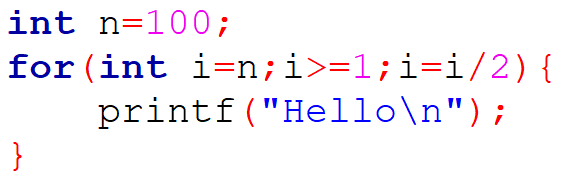 int n=100;
for(int i=n;i>=1;i=i/2){
    printf("Hello\n");
}